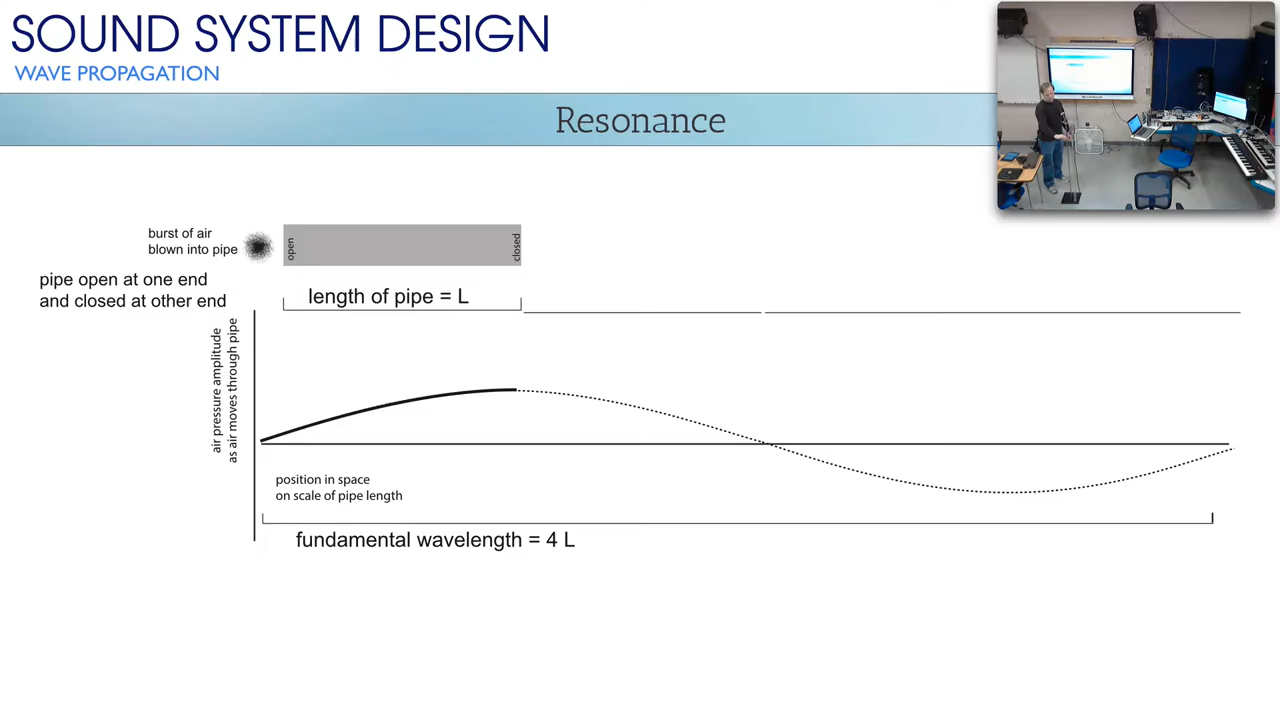 SOUND SYSTEM DESIGN
WAVE PROPAGATION
Resonance
burst of air
blown into pipe
open
closed
pipe open at one end
and closed at other end
length of pipe = L
air pressure amplitude
as air moves through pipe
position in space
on scale of pipe length
fundamental wavelength = 4 L